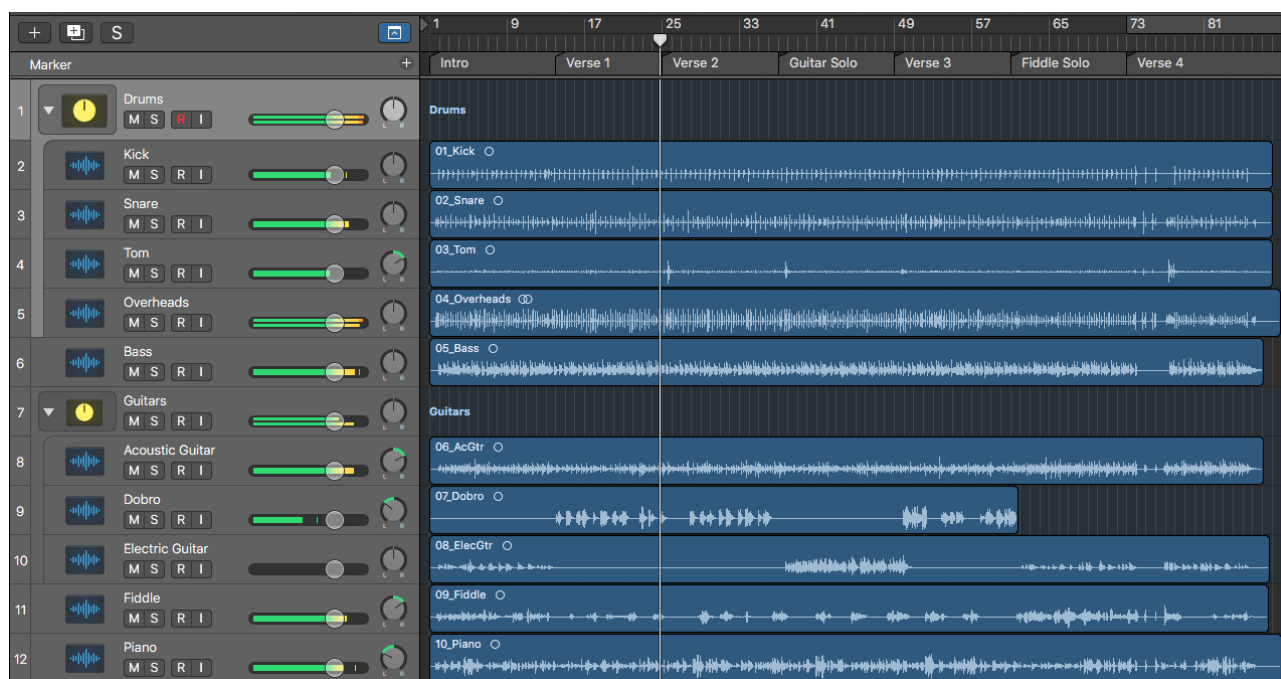 + S 1 9 17 25 33 41 49 57 65 73 81
Marker + Intro Verse 1 Verse 2 Guitar Solo Verse 3 Fiddle Solo Verse 4
1 Drums Drums
M S R I L R
2 Kick 01_Kick
M S R I L R
3 Snare 02_Snare
M S R I L R
4 Tom 03_Tom
M S R I L R
5 Overheads 04_Overheads
M S R I L R
6 Bass 05_Bass
M S R I L R
7 Guitars Guitars
M S R I L R
8 Acoustic Guitar 06_AcGtr
M S R I L R
9 Dobro 07_Dobro
M S R I L R
10 Electric Guitar 08_ElecGtr
M S R I L R
11 Fiddle 09_Fiddle
M S R I L R
12 Piano 10_Piano
M S R I L R